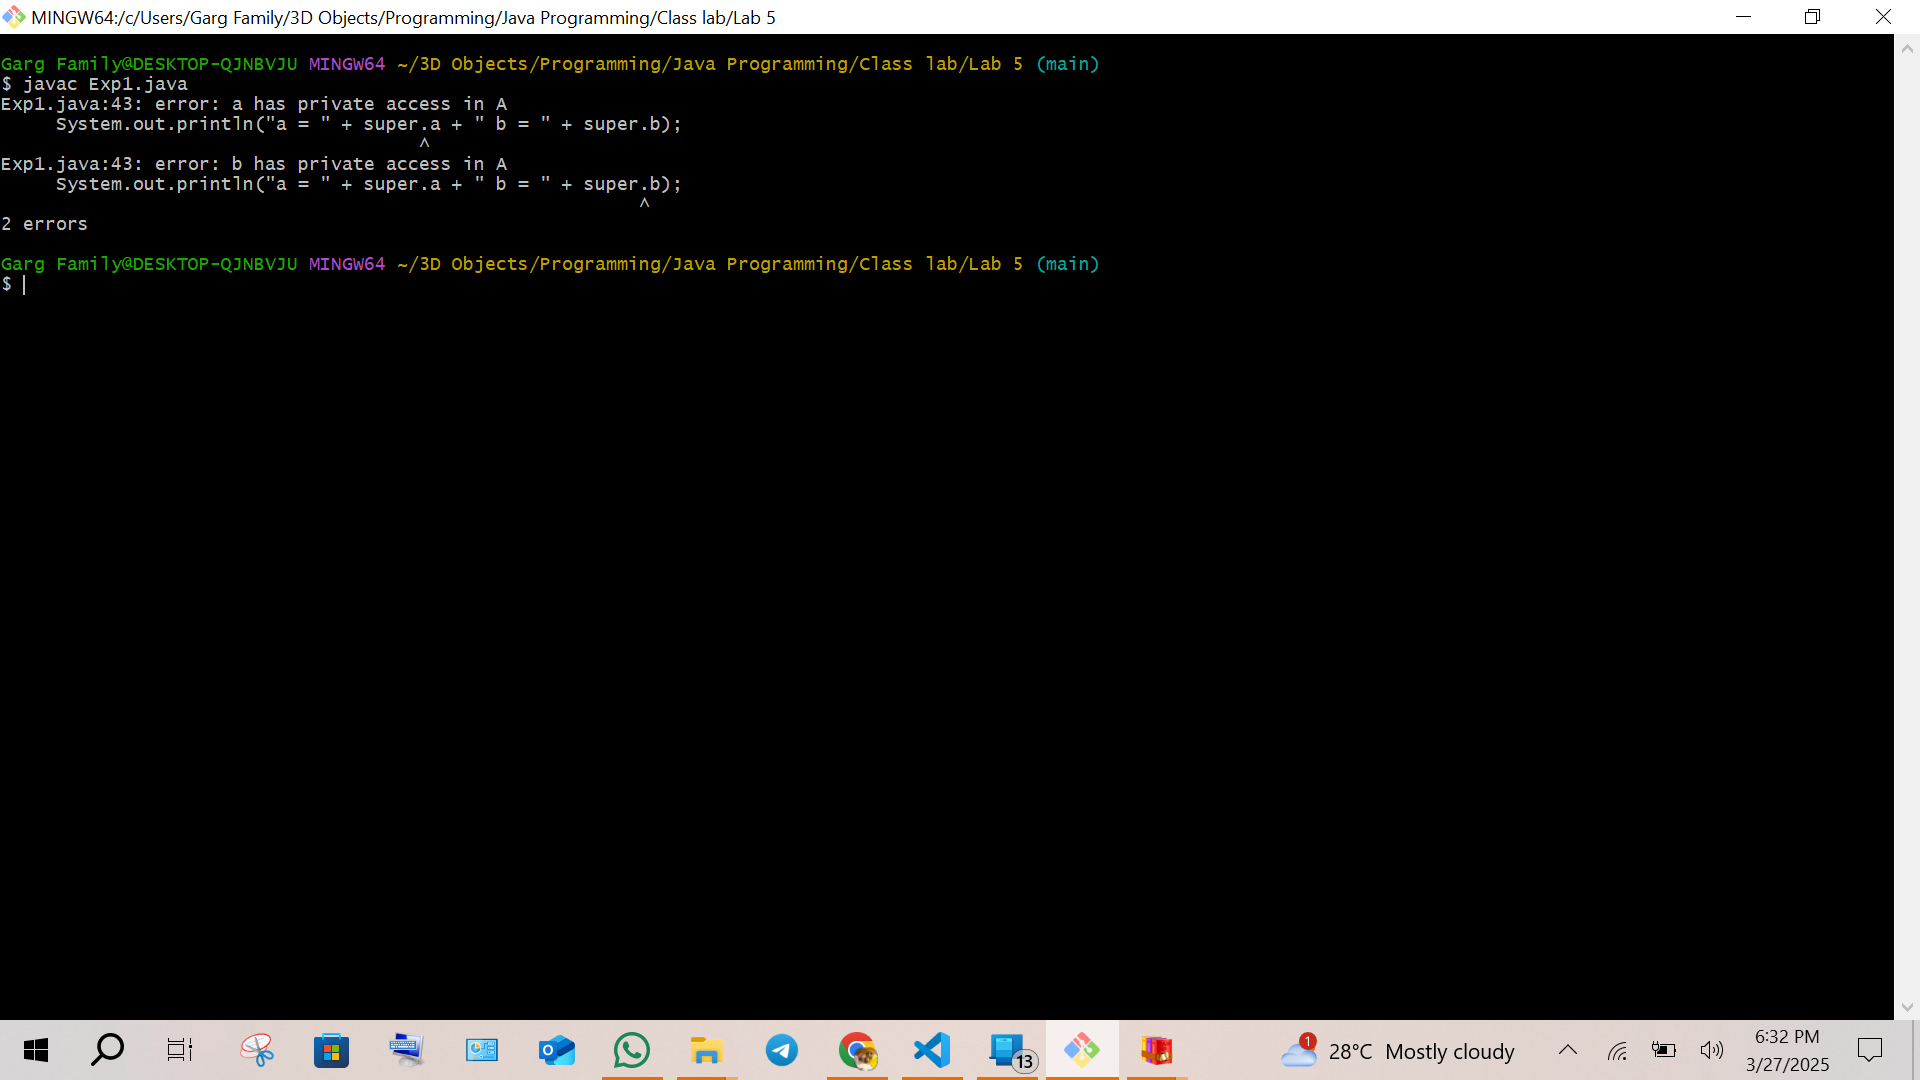 MINGW64:/c/Users/Garg Family/3D Objects/Programming/Java Programming/Class lab/Lab 5
Garg Family@DESKTOP-QJNBVJU MINGW64 ~/3D Objects/Programming/Java Programming/Class lab/Lab 5 (main)
$ javac Exp1.java
Exp1.java:43: error: a has private access in A
     System.out.println("a = " + super.a + " b = " + super.b);
                                      ^
Exp1.java:43: error: b has private access in A
     System.out.println("a = " + super.a + " b = " + super.b);
                                                          ^
2 errors
Garg Family@DESKTOP-QJNBVJU MINGW64 ~/3D Objects/Programming/Java Programming/Class lab/Lab 5 (main)
$
13
1
28°C Mostly cloudy
6:32 PM
3/27/2025